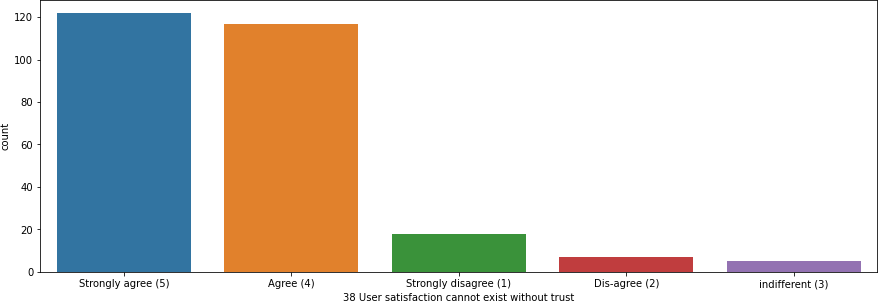 120
100
80
60
40
20
0
count
Strongly agree (5) Agree (4) Strongly disagree (1) Dis-agree (2) indifferent (3)
38 User satisfaction cannot exist without trust